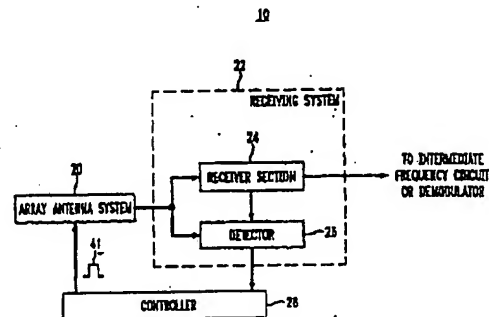 10
22
RECEIVING SYSTEM
24
RECEIVER SECTION
TO INTERMEDIATE
FREQUENCY CIRCUIT
OR DEMODULATOR
20
ARRAY ANTENNA SYSTEM
DETECTOR
26
41
CONTROLLER
28